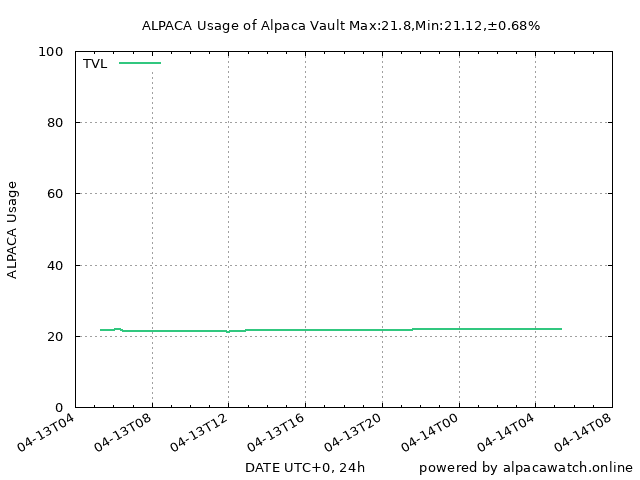 ALPACA Usage of Alpaca Vault Max:21.8,Min:21.12,±0.68%
100
TVL
80
60
40
20
0
ALPACA Usage
04-13T04 04-13T08 04-13T12 04-13T16 04-13T20 04-14T00 04-14T04 04-14T08
DATE UTC+0, 24h powered by alpacawatch.online